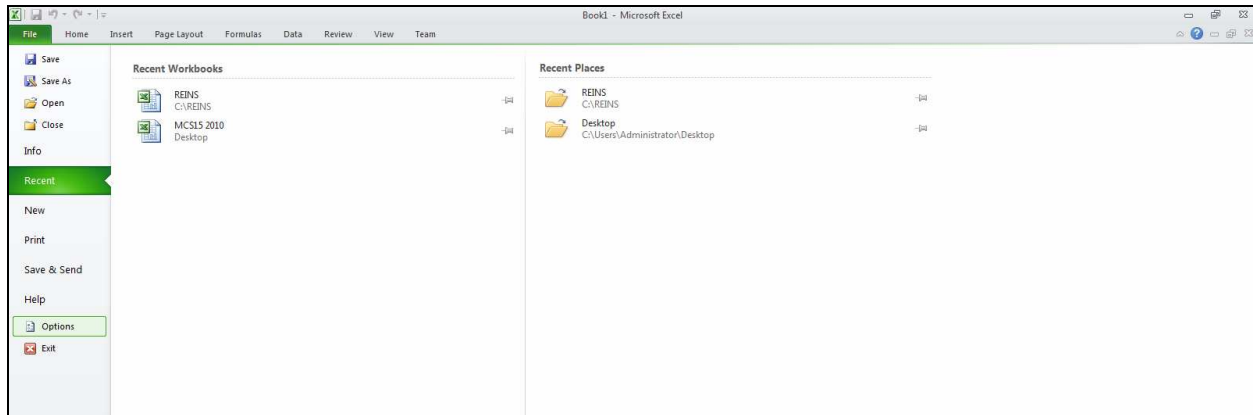 Book1 - Microsoft Excel
File Home Insert Page Layout Formulas Data Review View Team
Save
Save As
Open
Close
Info
Recent
New
Print
Save & Send
Help
Options
Exit
Recent Workbooks
REINS
C:\REINS
MCS15 2010
Desktop
Recent Places
REINS
C:\REINS
Desktop
C:\Users\Administrator\Desktop